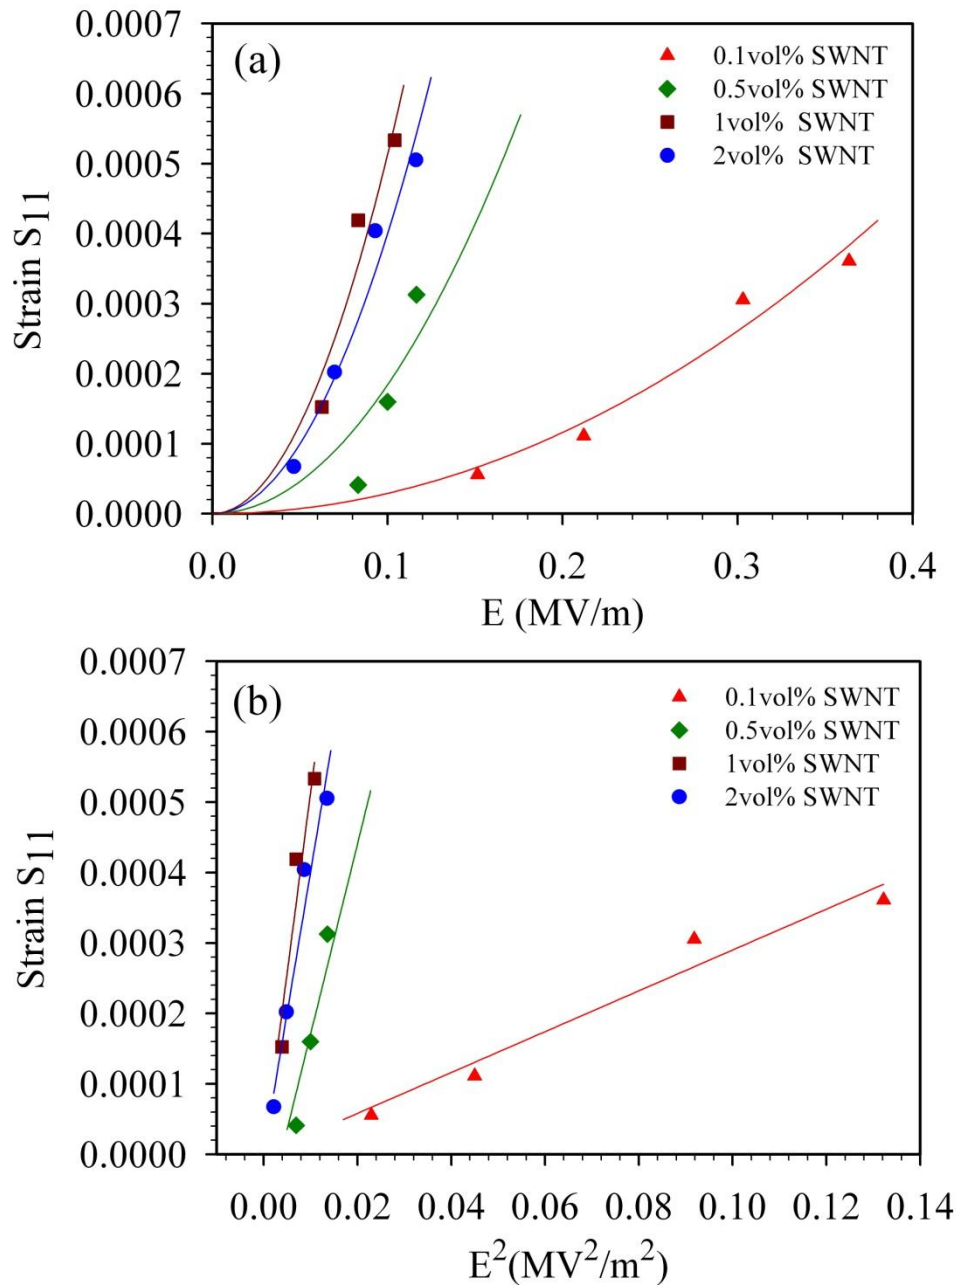 (a)
0.1vol% SWNT
0.5vol% SWNT
1vol% SWNT
2vol% SWNT
Strain S11
0.0007
0.0006
0.0005
0.0004
0.0003
0.0002
0.0001
0.0000
0.0
0.1
0.2
0.3
0.4
E (MV/m)
(b)
0.1vol% SWNT
0.5vol% SWNT
1vol% SWNT
2vol% SWNT
Strain S11
0.0007
0.0006
0.0005
0.0004
0.0003
0.0002
0.0001
0.0000
0.00
0.02
0.04
0.06
0.08
0.10
0.12
0.14
E²(MV²/m²)